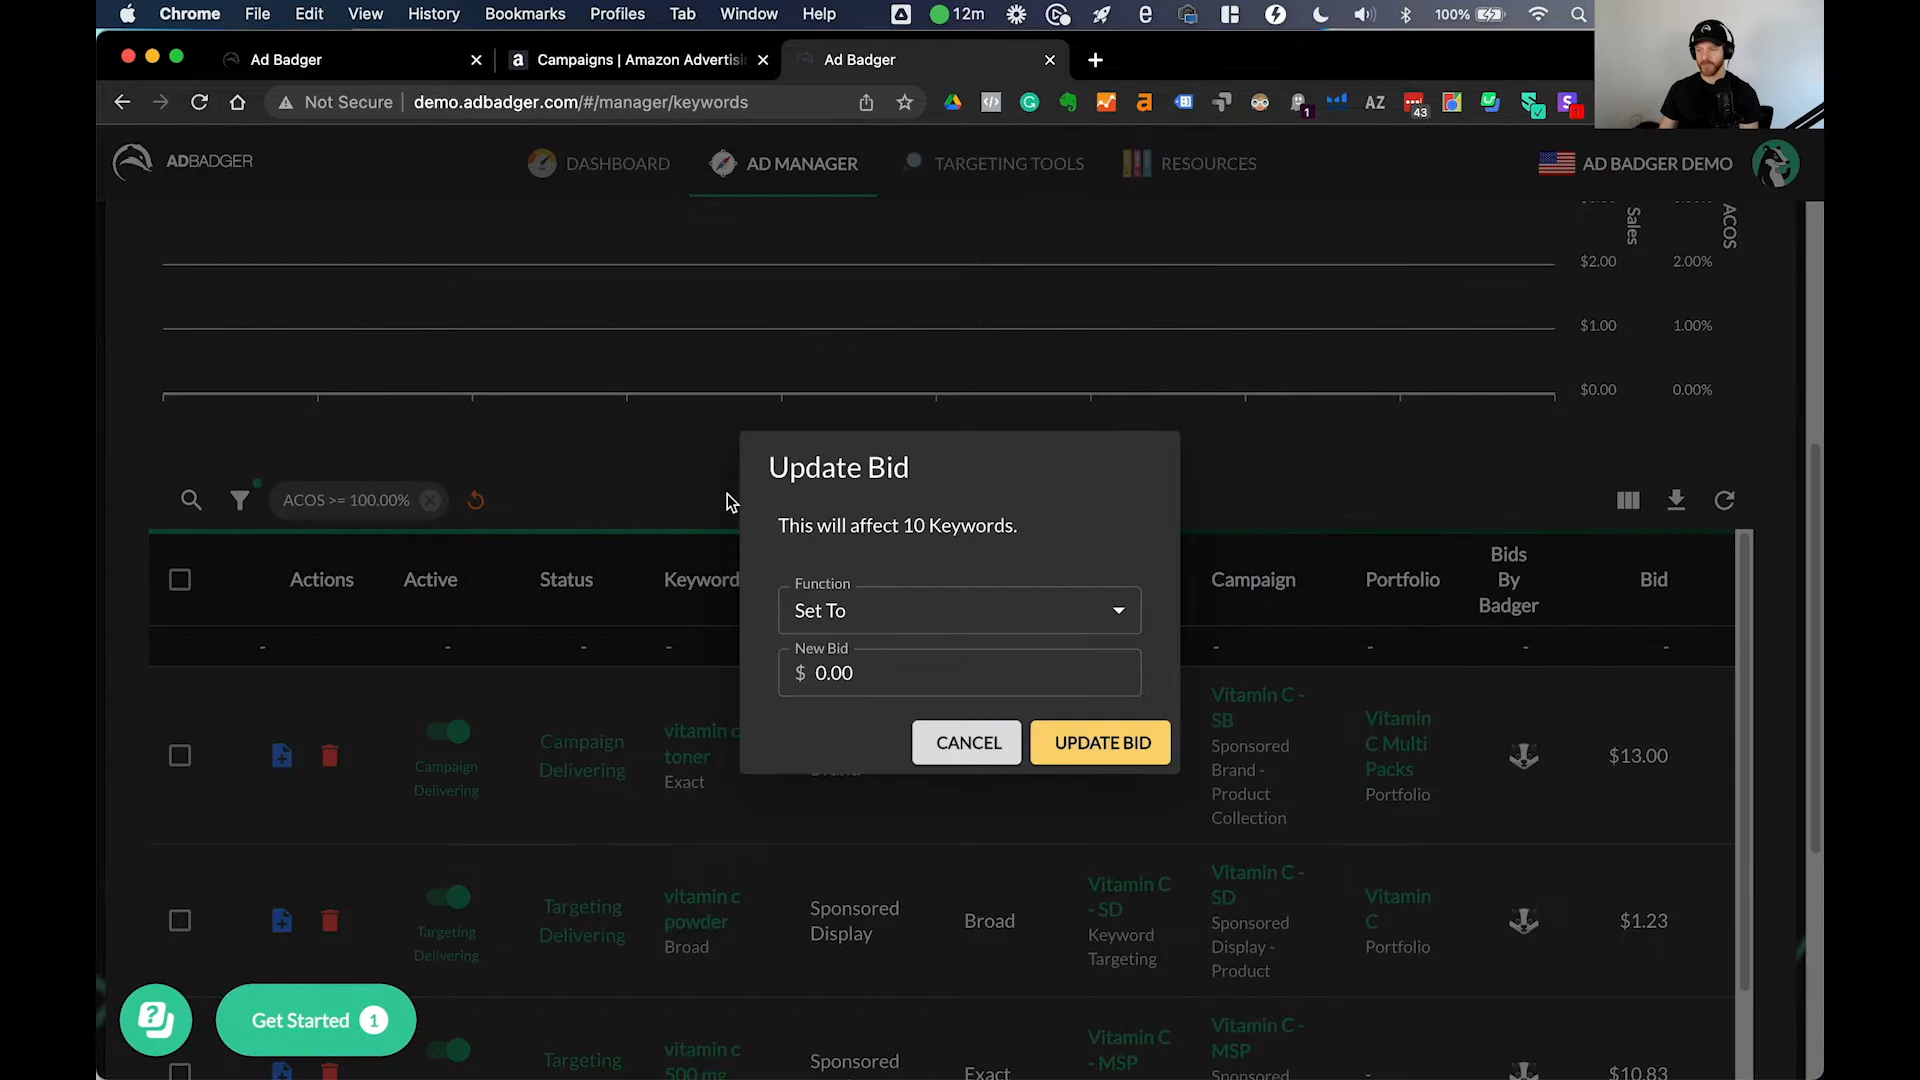 Chrome File Edit View History Bookmarks Profiles Tab Window Help 12m 100%
Ad Badger
Campaigns | Amazon Advertisi
Ad Badger
Not Secure demo.adbadger.com/#/manager/keywords
AZ
43
1
ADBADGER
DASHBOARD
AD MANAGER
TARGETING TOOLS
RESOURCES
AD BADGER DEMO
Sales
ACOS
$2.00 2.00%
$1.00 1.00%
$0.00 0.00%
Update Bid
This will affect 10 Keywords.
Function
Set To
New Bid
$ 0.00
CANCEL
UPDATE BID
ACOS >= 100.00%
Actions
Active
Status
Keyword
Campaign
Portfolio
Bids
By
Badger
Bid
- - - - - - - -
Campaign
Delivering
Campaign
Delivering
vitamin c
toner
Exact
Vitamin C -
SB
Sponsored
Brand -
Product
Collection
Vitamin
C Multi
Packs
Portfolio
$13.00
Targeting
Delivering
Targeting
Delivering
vitamin c
powder
Broad
Sponsored
Display
Broad
Vitamin C
- SD
Keyword
Targeting
Vitamin C -
SD
Sponsored
Display -
Product
Vitamin
C
Portfolio
$1.23
Targeting
vitamin c
500 mg
Sponsored
Exact
Vitamin C
- MSP
Vitamin C -
MSP
Sponsored
-
$10.83
Get Started 1